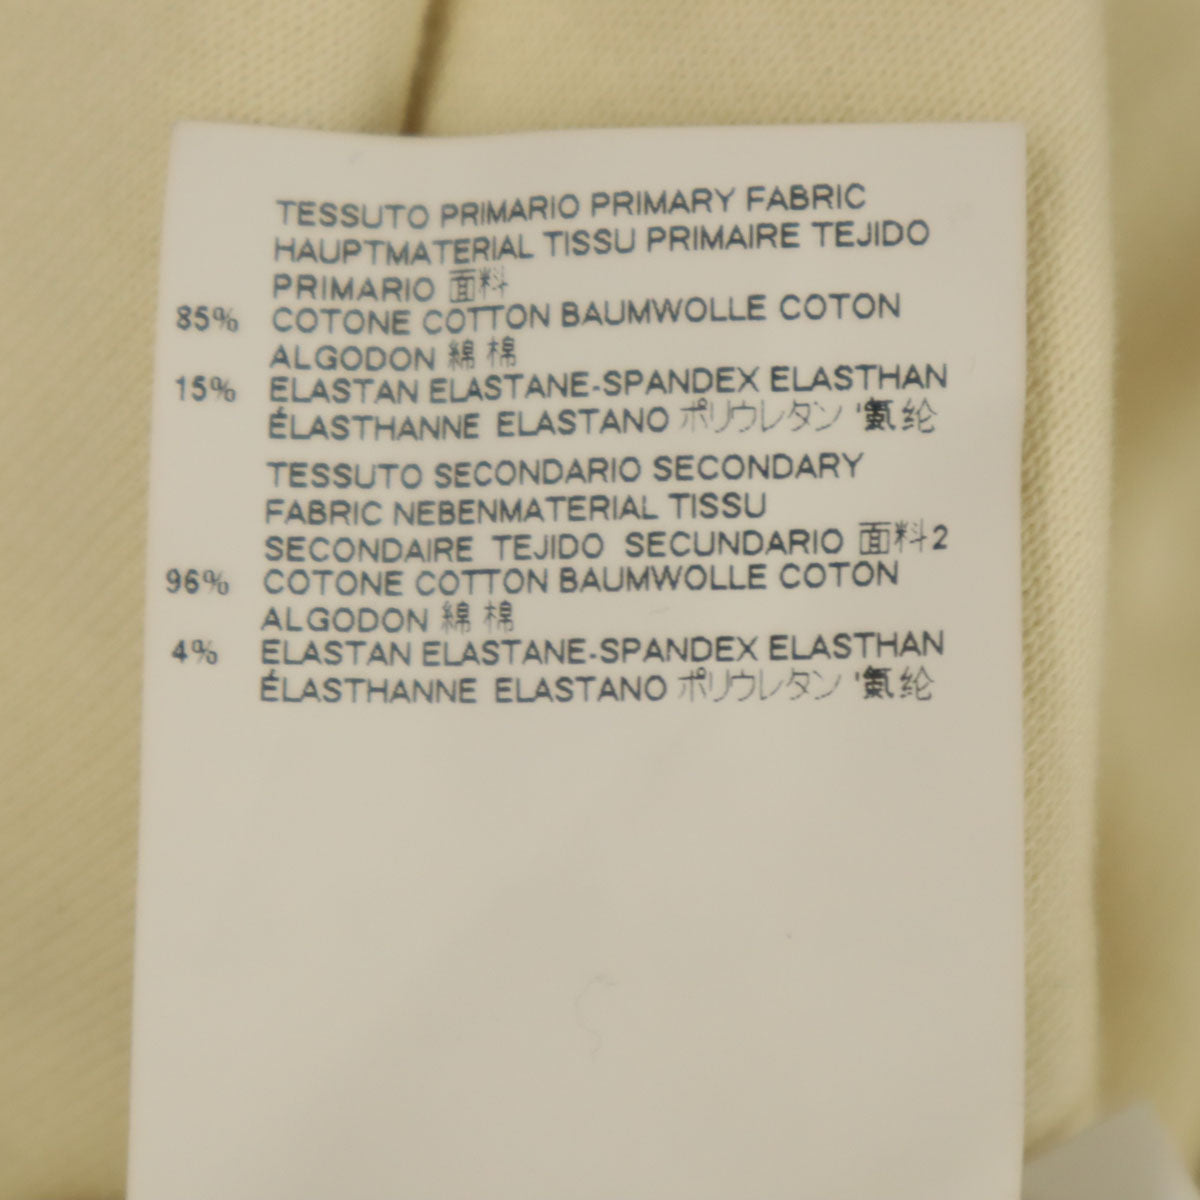 TESSUTO PRIMARIO PRIMARY FABRIC
HAUPTMATERIAL TISSU PRIMAIRE TEJIDO
PRIMARIO 面料
85% COTONE COTTON BAUMWOLLE COTON
ALGODON 綿 棉
15% ELASTAN ELASTANE-SPANDEX ELASTHAN
ÉLASTHANNE ELASTANO ポリウレタン '氨纶
TESSUTO SECONDARIO SECONDARY
FABRIC NEBENMATERIAL TISSU
SECONDAIRE TEJIDO SECUNDARIO 面料2
96% COTONE COTTON BAUMWOLLE COTON
ALGODON 綿 棉
4% ELASTAN ELASTANE-SPANDEX ELASTHAN
ÉLASTHANNE ELASTANO ポリウレタン '氨纶